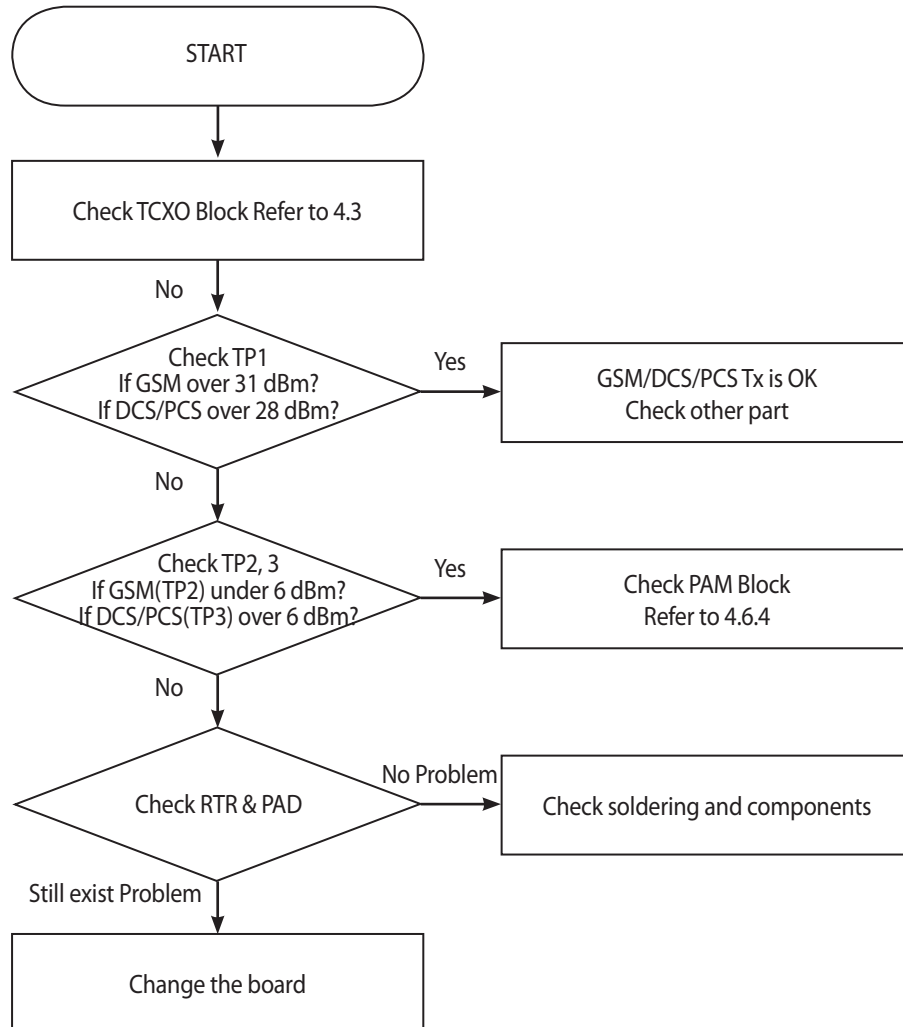 START
Check TCXO Block Refer to 4.3
No
Check TP1
If GSM over 31 dBm?
If DCS/PCS over 28 dBm?
Yes
GSM/DCS/PCS Tx is OK
Check other part
No
Check TP2, 3
If GSM(TP2) under 6 dBm?
If DCS/PCS(TP3) over 6 dBm?
Yes
Check PAM Block
Refer to 4.6.4
No
Check RTR & PAD
No Problem
Check soldering and components
Still exist Problem
Change the board